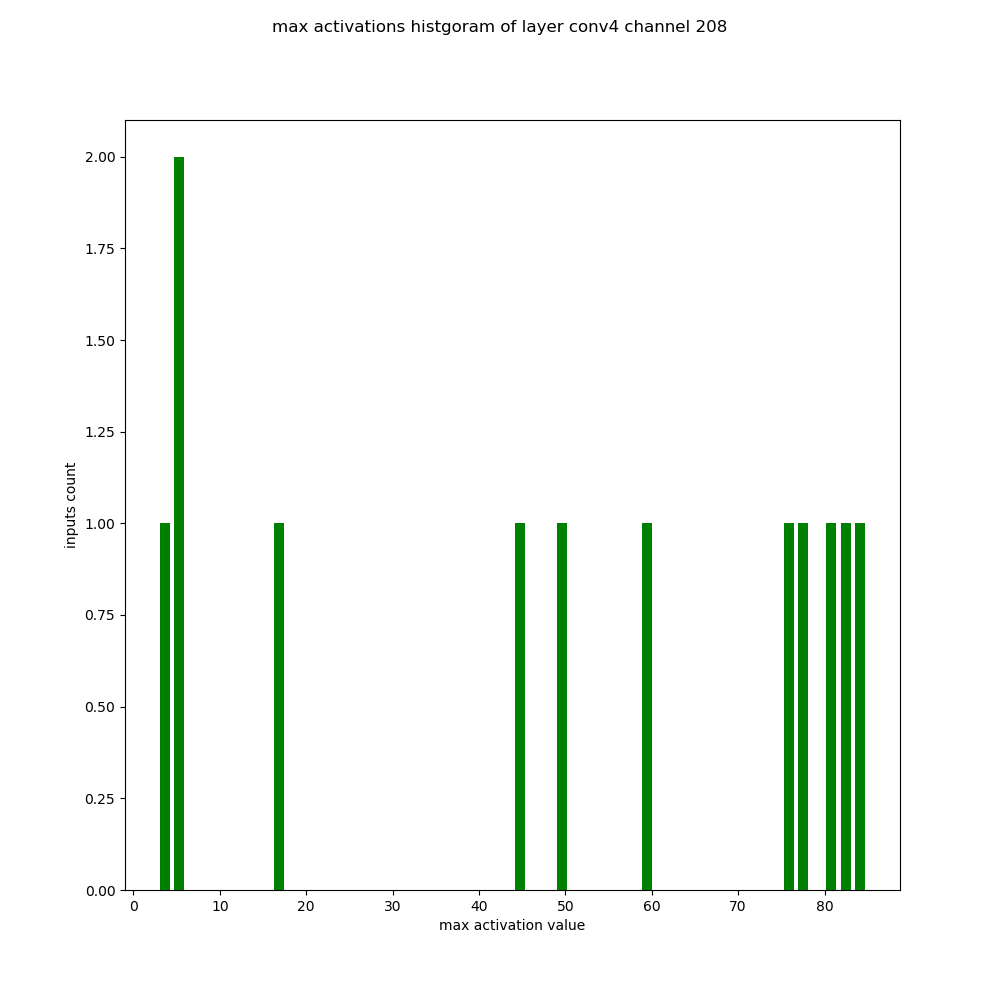 max activations histgoram of layer conv4 channel 208
2.00
1.75
1.50
1.25
1.00
0.75
0.50
0.25
0.00
inputs count
0 10 20 30 40 50 60 70 80
max activation value